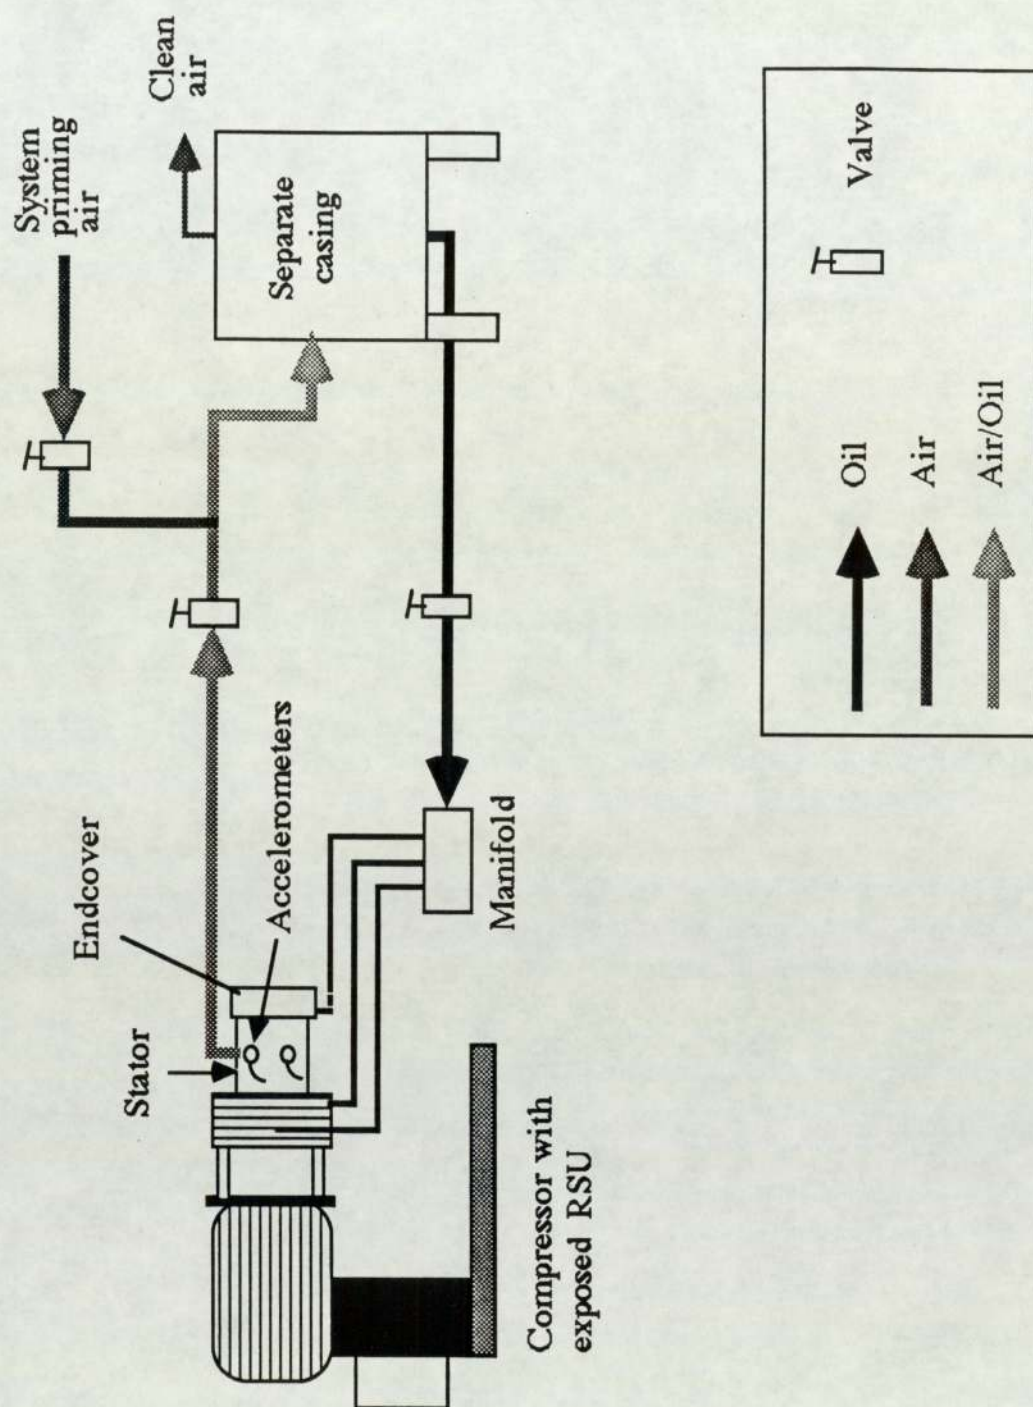 System
priming
air
Clean
air
Endcover
Stator
Accelerometers
Separate
casing
Manifold
Compressor with
exposed RSU
Oil
Valve
Air
Air/Oil